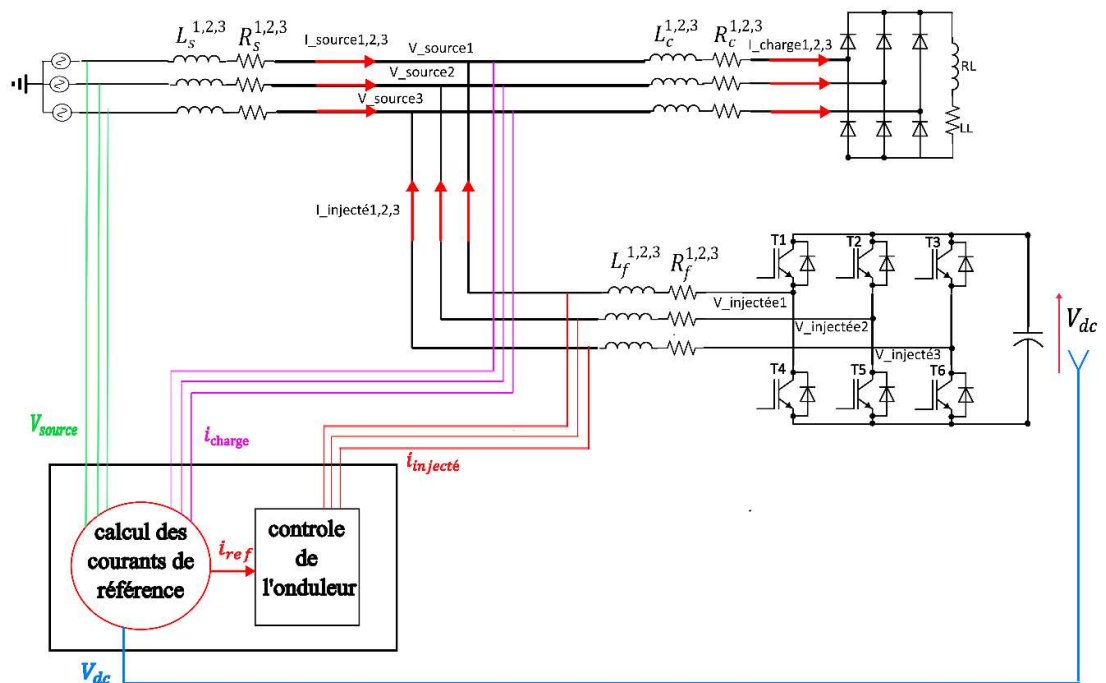 L_s^{1,2,3} R_s^{1,2,3} I_source1,2,3
V_source1
V_source2
V_source3
L_c^{1,2,3} R_c^{1,2,3}
I_charge1,2,3
RL
LL
I_injecté1,2,3
L_f^{1,2,3} R_f^{1,2,3}
T1 T2 T3
V_injectée1
V_injectée2
V_injecté3
V_dc
T4 T5 T6
V_source
i_charge
i_injecté
calcul des
courants de
référence
i_ref
controle
de
l'onduleur
V_dc